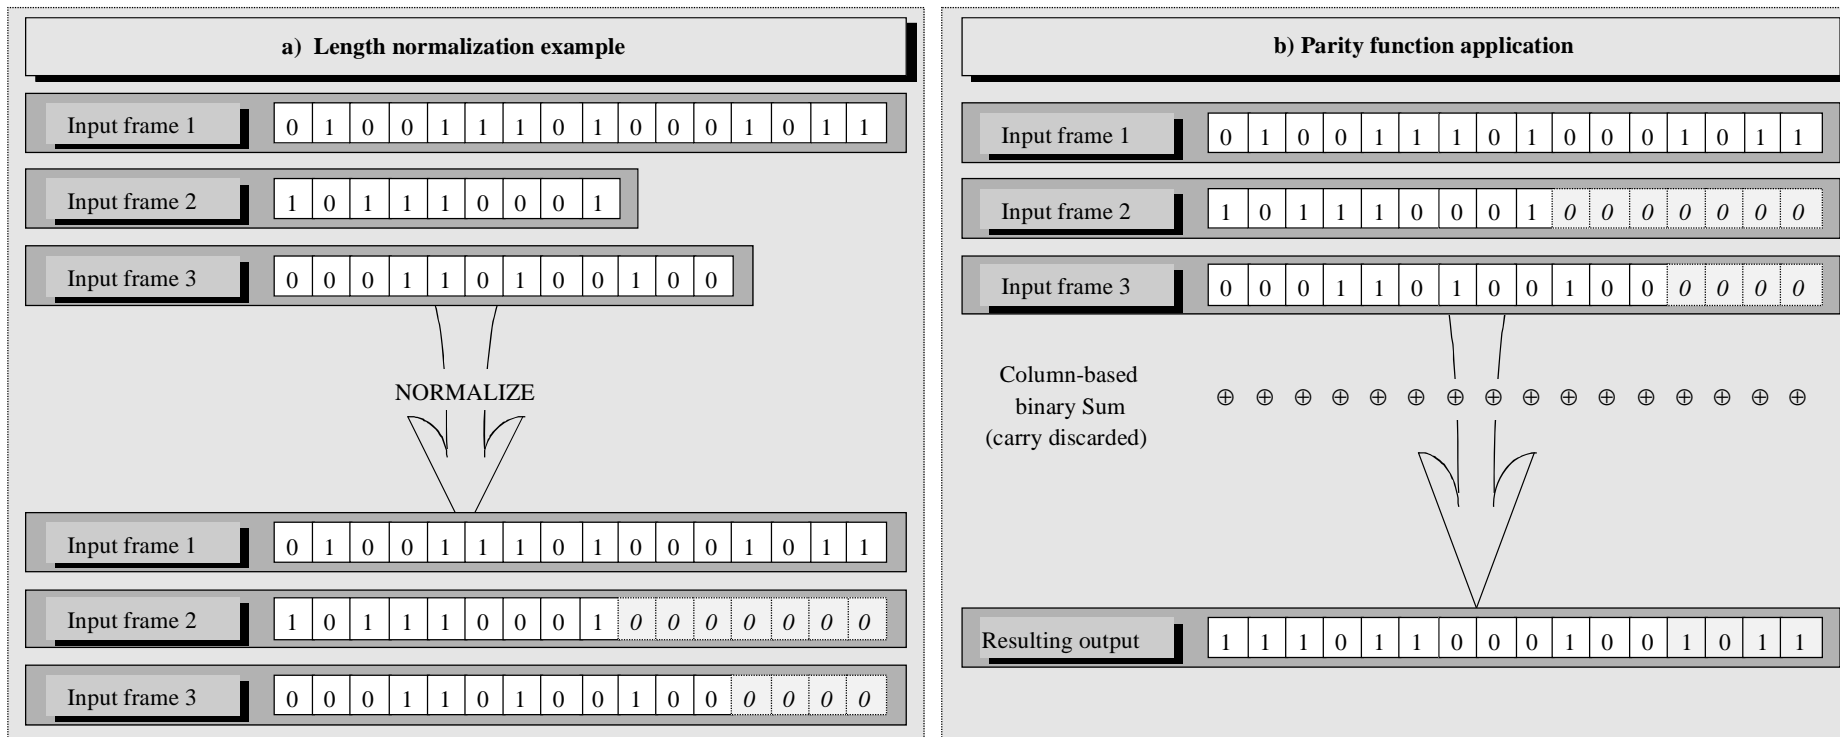 a) Length normalization example
Input frame 1 0 1 0 0 1 1 1 0 1 0 0 0 1 0 1 1
Input frame 2 1 0 1 1 1 0 0 0 1
Input frame 3 0 0 0 1 1 0 1 0 0 1 0 0
NORMALIZE
Input frame 1 0 1 0 0 1 1 1 0 1 0 0 0 1 0 1 1
Input frame 2 1 0 1 1 1 0 0 0 1 0 0 0 0 0 0 0
Input frame 3 0 0 0 1 1 0 1 0 0 1 0 0 0 0 0 0
b) Parity function application
Input frame 1 0 1 0 0 1 1 1 0 1 0 0 0 1 0 1 1
Input frame 2 1 0 1 1 1 0 0 0 1 0 0 0 0 0 0 0
Input frame 3 0 0 0 1 1 0 1 0 0 1 0 0 0 0 0 0
Column-based
binary Sum
(carry discarded)
⊕ ⊕ ⊕ ⊕ ⊕ ⊕ ⊕ ⊕ ⊕ ⊕ ⊕ ⊕ ⊕ ⊕ ⊕ ⊕
Resulting output 1 1 1 0 1 1 0 0 0 1 0 0 1 0 1 1